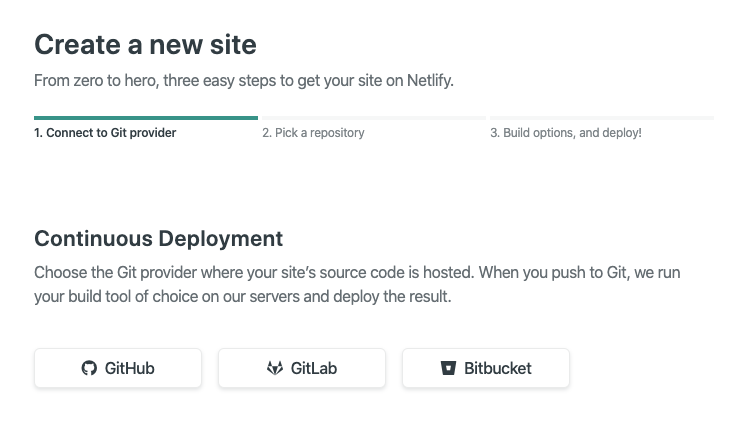 Create a new site
From zero to hero, three easy steps to get your site on Netlify.
1. Connect to Git provider
2. Pick a repository
3. Build options, and deploy!
Continuous Deployment
Choose the Git provider where your site’s source code is hosted. When you push to Git, we run
your build tool of choice on our servers and deploy the result.
GitHub
GitLab
Bitbucket